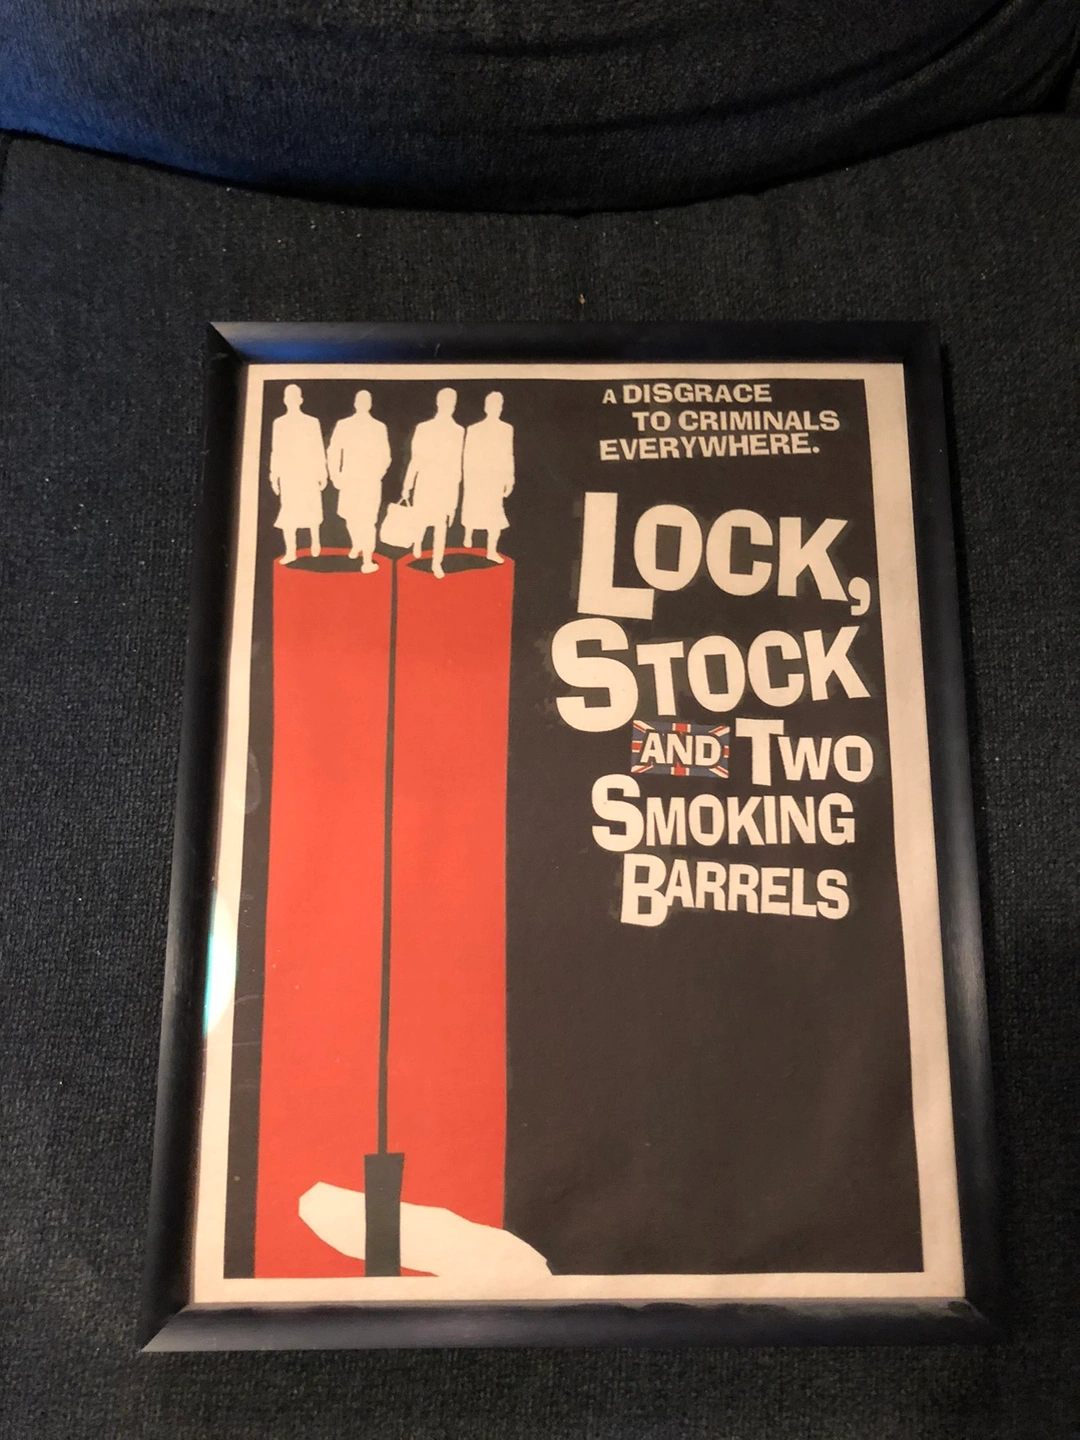 A DISGRACE
TO CRIMINALS
EVERYWHERE.
LOCK,
STOCK
AND TWO
SMOKING
BARRELS